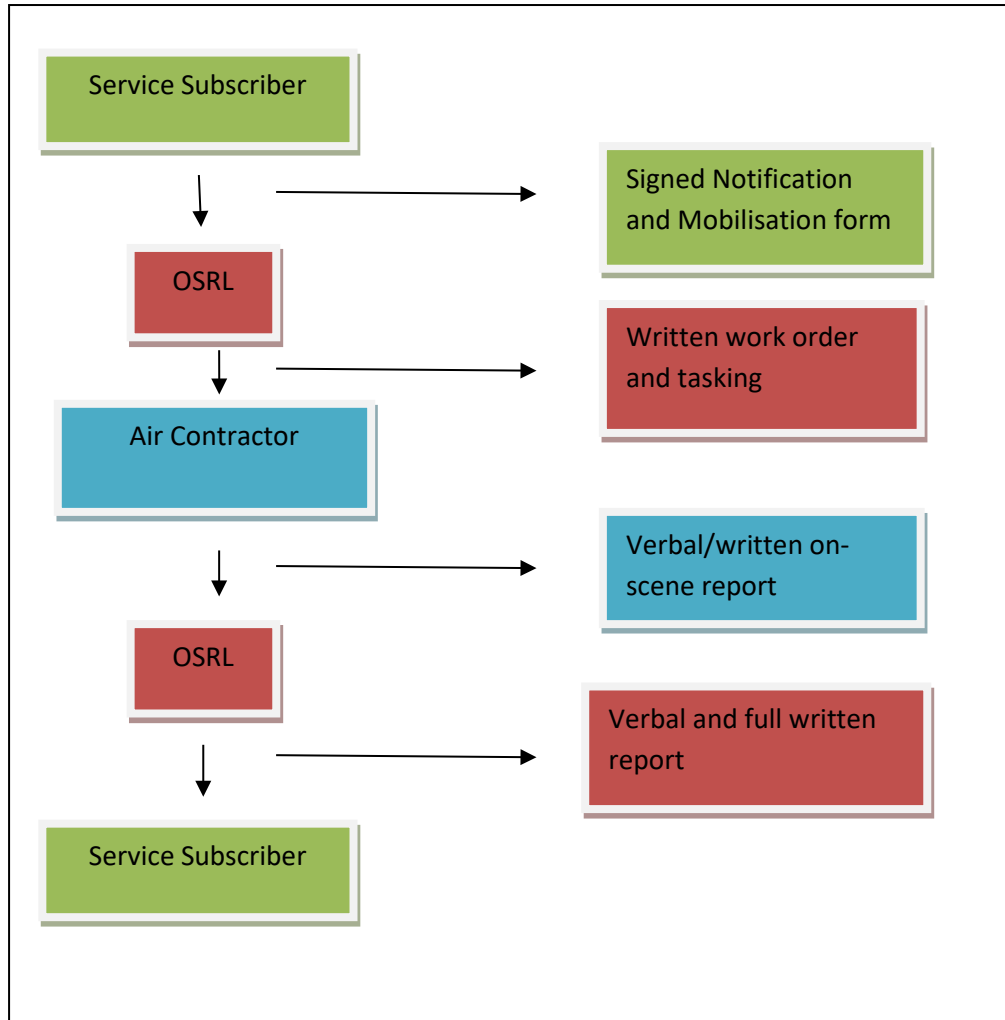 Service Subscriber
Signed Notification
and Mobilisation form
OSRL
Written work order
and tasking
Air Contractor
Verbal/written on-
scene report
OSRL
Verbal and full written
report
Service Subscriber